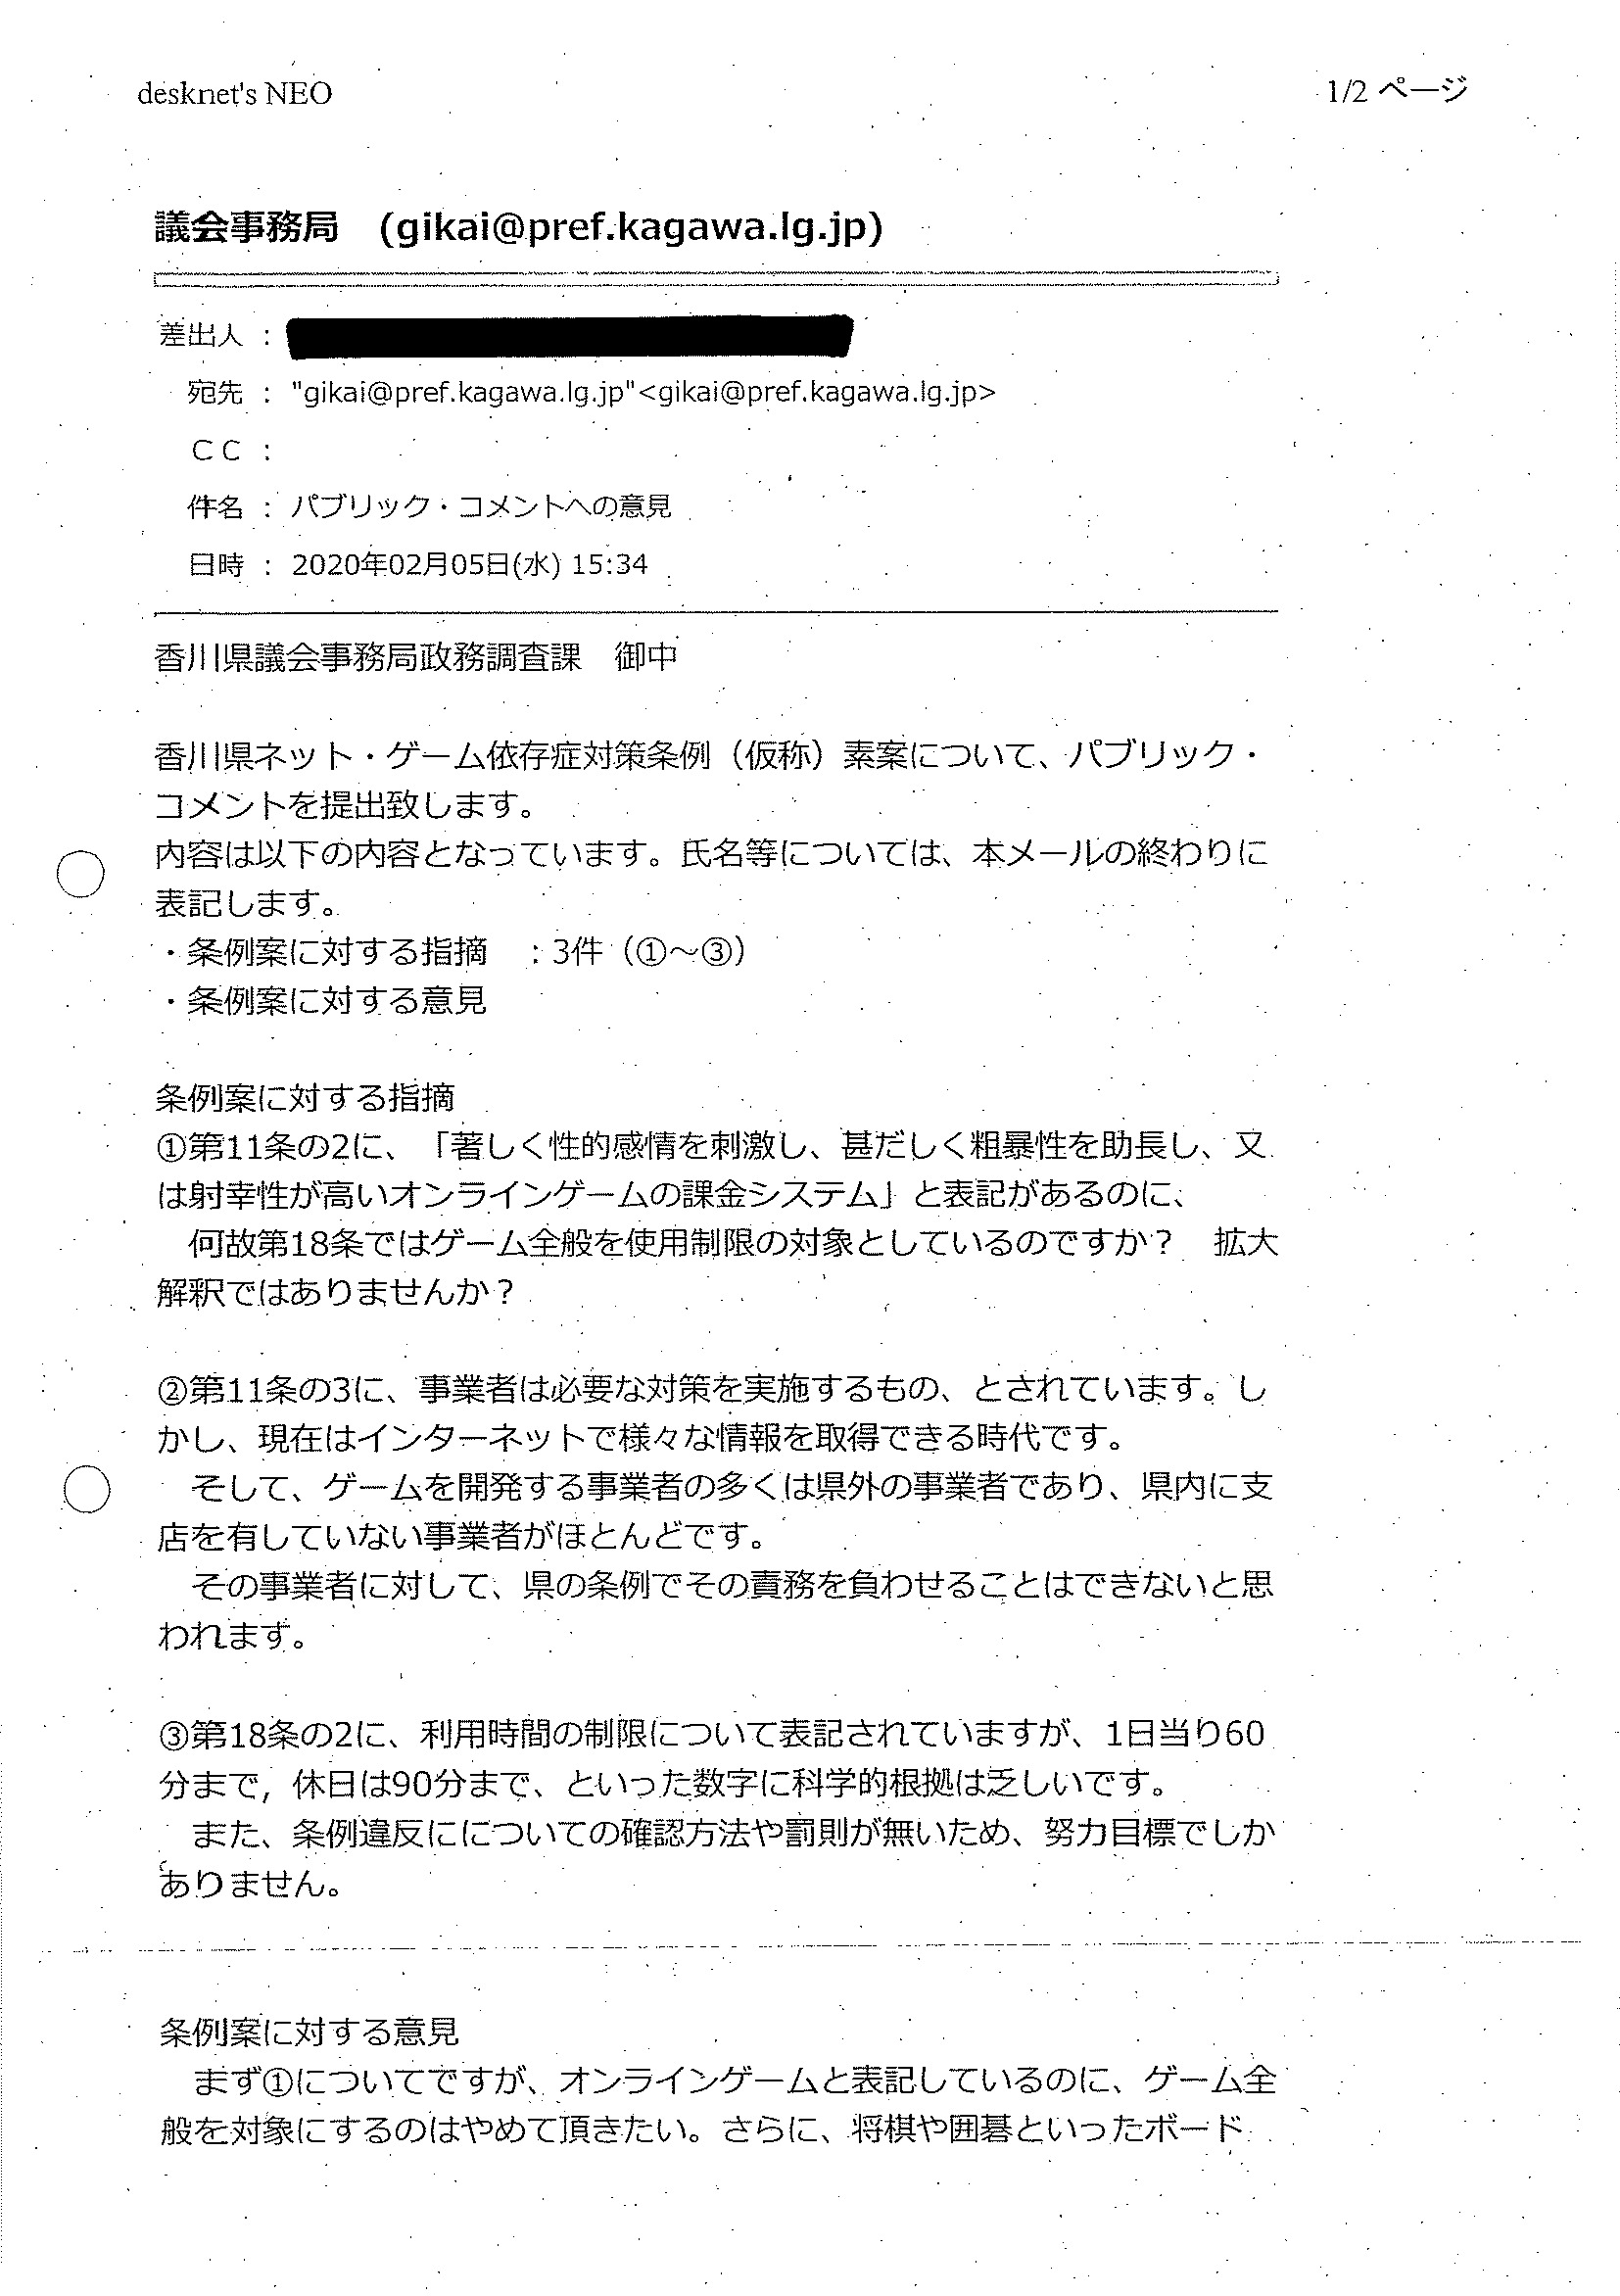 desknet's NEO
1/2 ページ
議会事務局　(gikai@pref.kagawa.lg.jp)
差出人 :
宛先 : "gikai@pref.kagawa.lg.jp"<gikai@pref.kagawa.lg.jp>
ＣＣ :
件名 : パブリック・コメントへの意見
日時 : 2020年02月05日(水) 15:34
香川県議会事務局政務調査課　御中
香川県ネット・ゲーム依存症対策条例（仮称）素案について、パブリック・
コメントを提出致します。
内容は以下の内容となっています。氏名等については、本メールの終わりに
表記します。
・条例案に対する指摘　: 3件（①～③）
・条例案に対する意見
条例案に対する指摘
①第11条の2に、「著しく性的感情を刺激し、甚だしく粗暴性を助長し、又
は射幸性が高いオンラインゲームの課金システム」と表記があるのに、
　何故第18条ではゲーム全般を使用制限の対象としているのですか？　拡大
解釈ではありませんか？
②第11条の3に、事業者は必要な対策を実施するもの、とされています。し
かし、現在はインターネットで様々な情報を取得できる時代です。
　そして、ゲームを開発する事業者の多くは県外の事業者であり、県内に支
店を有していない事業者がほとんどです。
　その事業者に対して、県の条例でその責務を負わせることはできないと思
われます。
③第18条の2に、利用時間の制限について表記されていますが、1日当り60
分まで, 休日は90分まで、といった数字に科学的根拠は乏しいです。
　また、条例違反にについての確認方法や罰則が無いため、努力目標でしか
ありません。
条例案に対する意見
　まず①についてですが、オンラインゲームと表記しているのに、ゲーム全
般を対象にするのはやめて頂きたい。さらに、将棋や囲碁といったボード